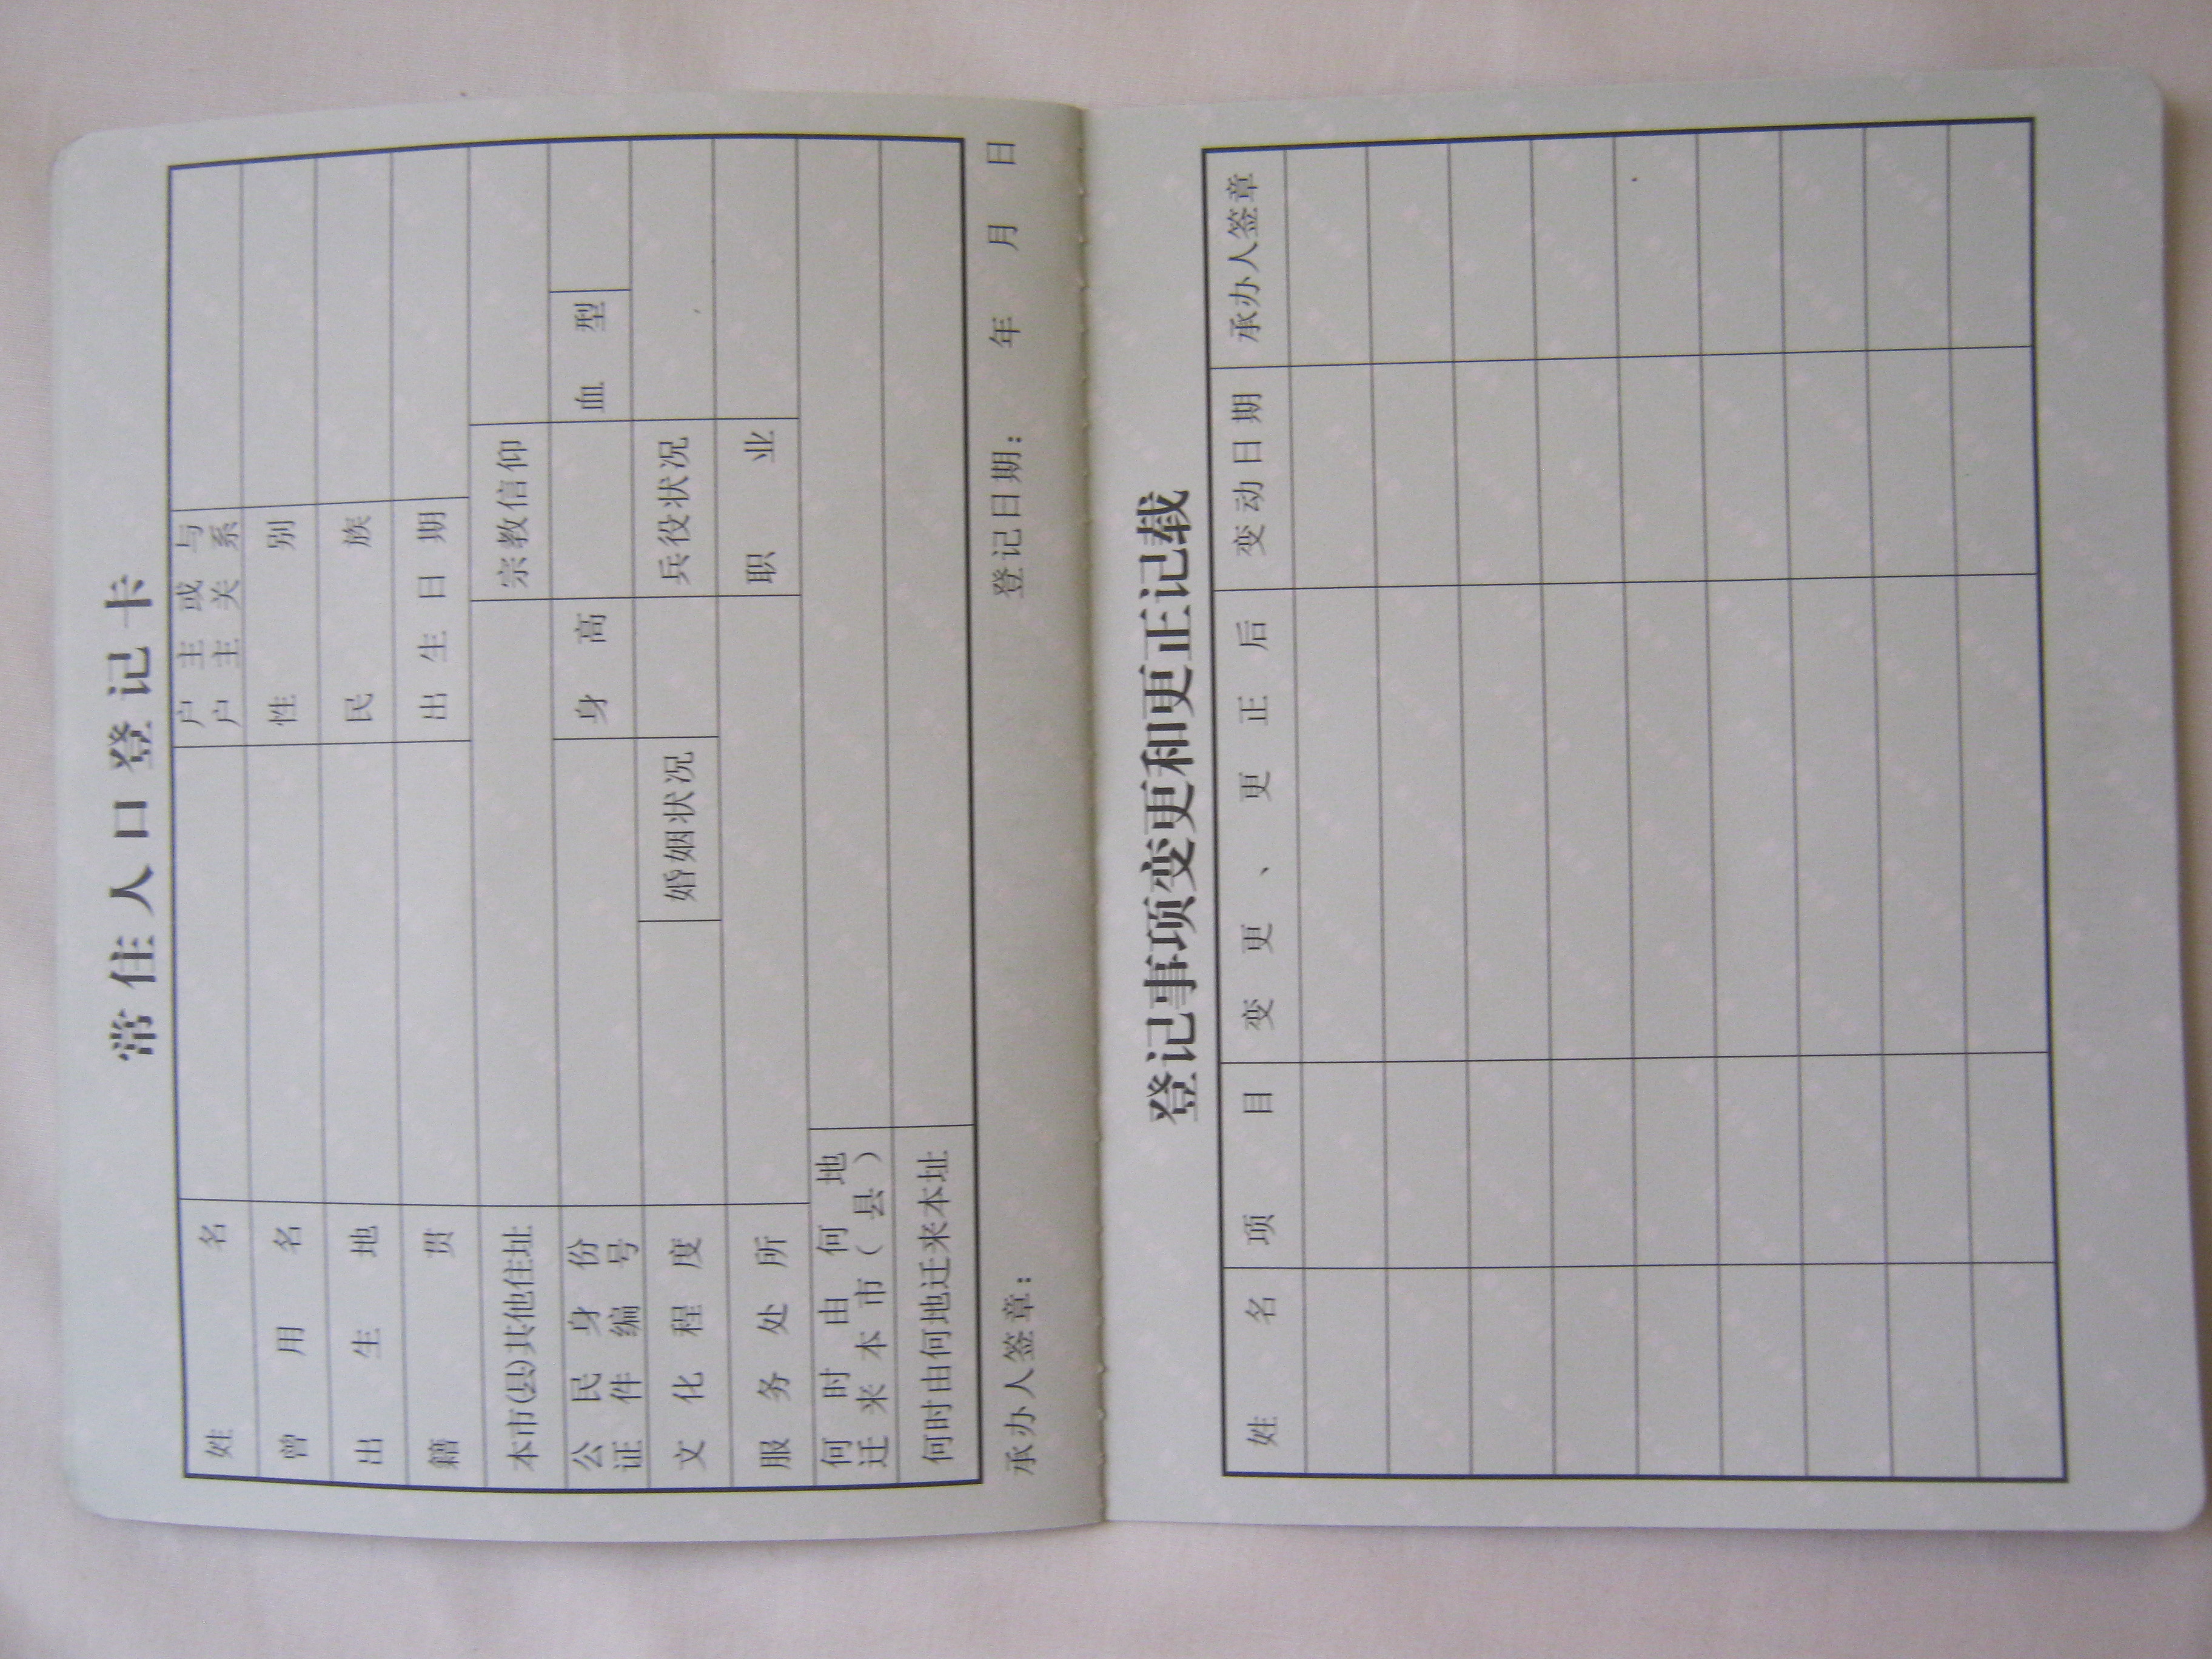 常住人口登记卡
姓名 户主或与户主关系
曾用名 性别
出生地 民族
籍贯 出生日期
本市(县)其他住址 宗教信仰
公民身份证件编号 身高 血型
文化程度 婚姻状况 兵役状况
服务处所 职业
何时由何地迁来本市(县)
何时由何地迁来本址
承办人签章： 登记日期： 年 月 日
登记事项变更和更正记载
姓名 项目 变更、更正后 变动日期 承办人签章